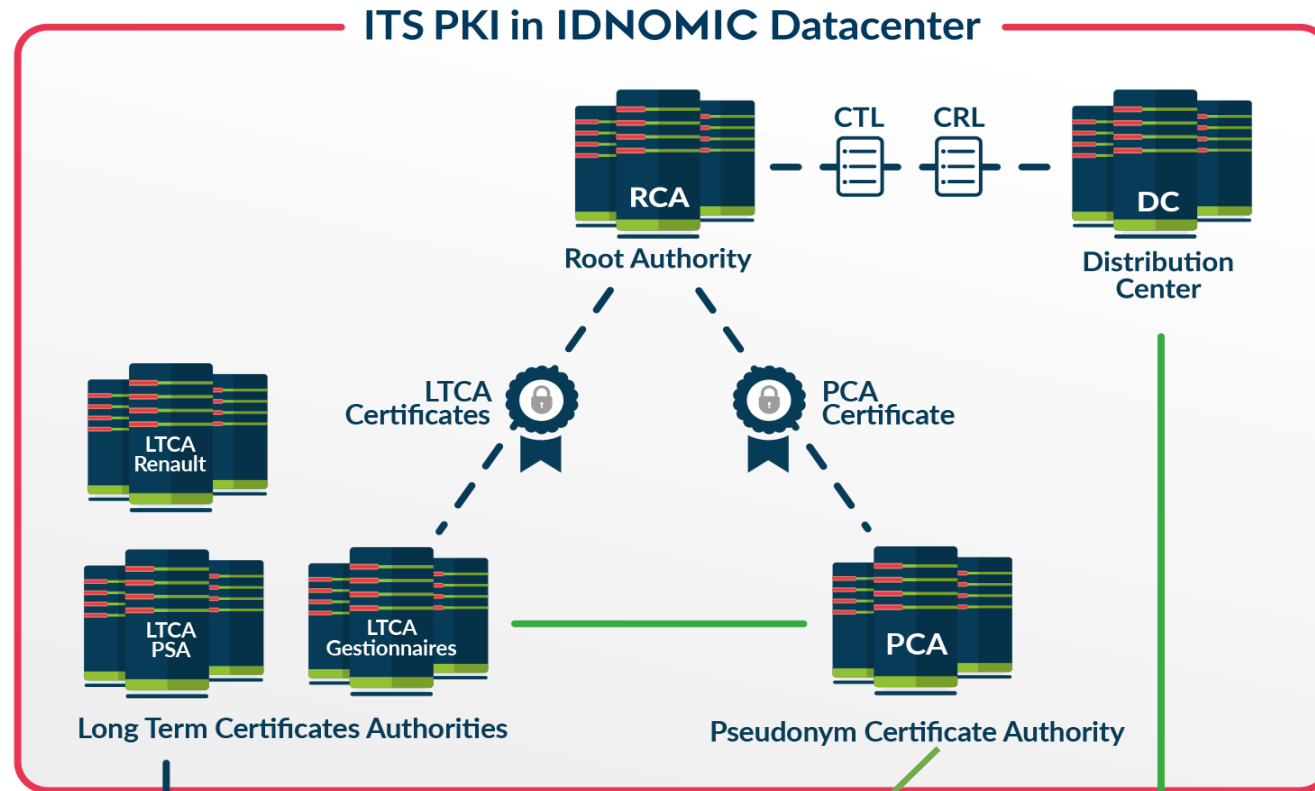 ITS PKI in IDNOMIC Datacenter
CTL
CRL
RCA
DC
Root Authority
Distribution
Center
LTCA
Certificates
PCA
Certificate
LTCA
Renault
LTCA
PSA
LTCA
Gestionnaires
PCA
Long Term Certificates Authorities
Pseudonym Certificate Authority